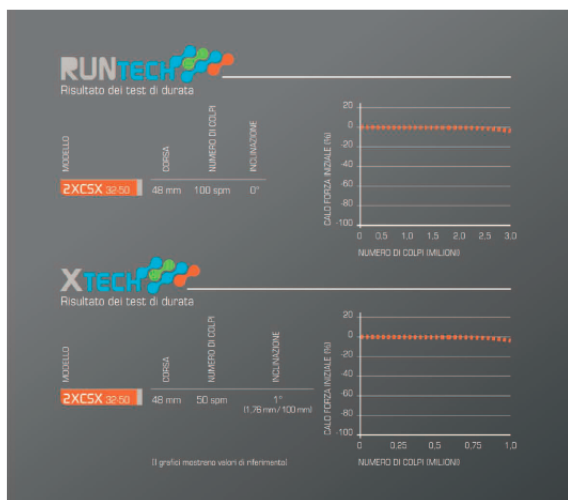 RUNTECH
Risultato dei test di durata
MODELLO
CORSA
NUMERO DI COLPI
INCLINAZIONE
2XCSX 32-50
48 mm
100 spm
0°
CALO FORZA INIZIALE (%)
20
0
-20
-40
-60
-80
-100
0 0.5 1.0 1.5 2.0 2.5 3.0
NUMERO DI COLPI (MILIONI)
XTECH
Risultato dei test di durata
MODELLO
CORSA
NUMERO DI COLPI
INCLINAZIONE
2XCSX 32-50
48 mm
50 spm
1°
(1,76 mm/100 mm)
CALO FORZA INIZIALE (%)
20
0
-20
-40
-60
-80
-100
0 0,25 0,5 0,75 1,0
NUMERO DI COLPI (MILIONI)
(I grafici mostrano valori di riferimento)